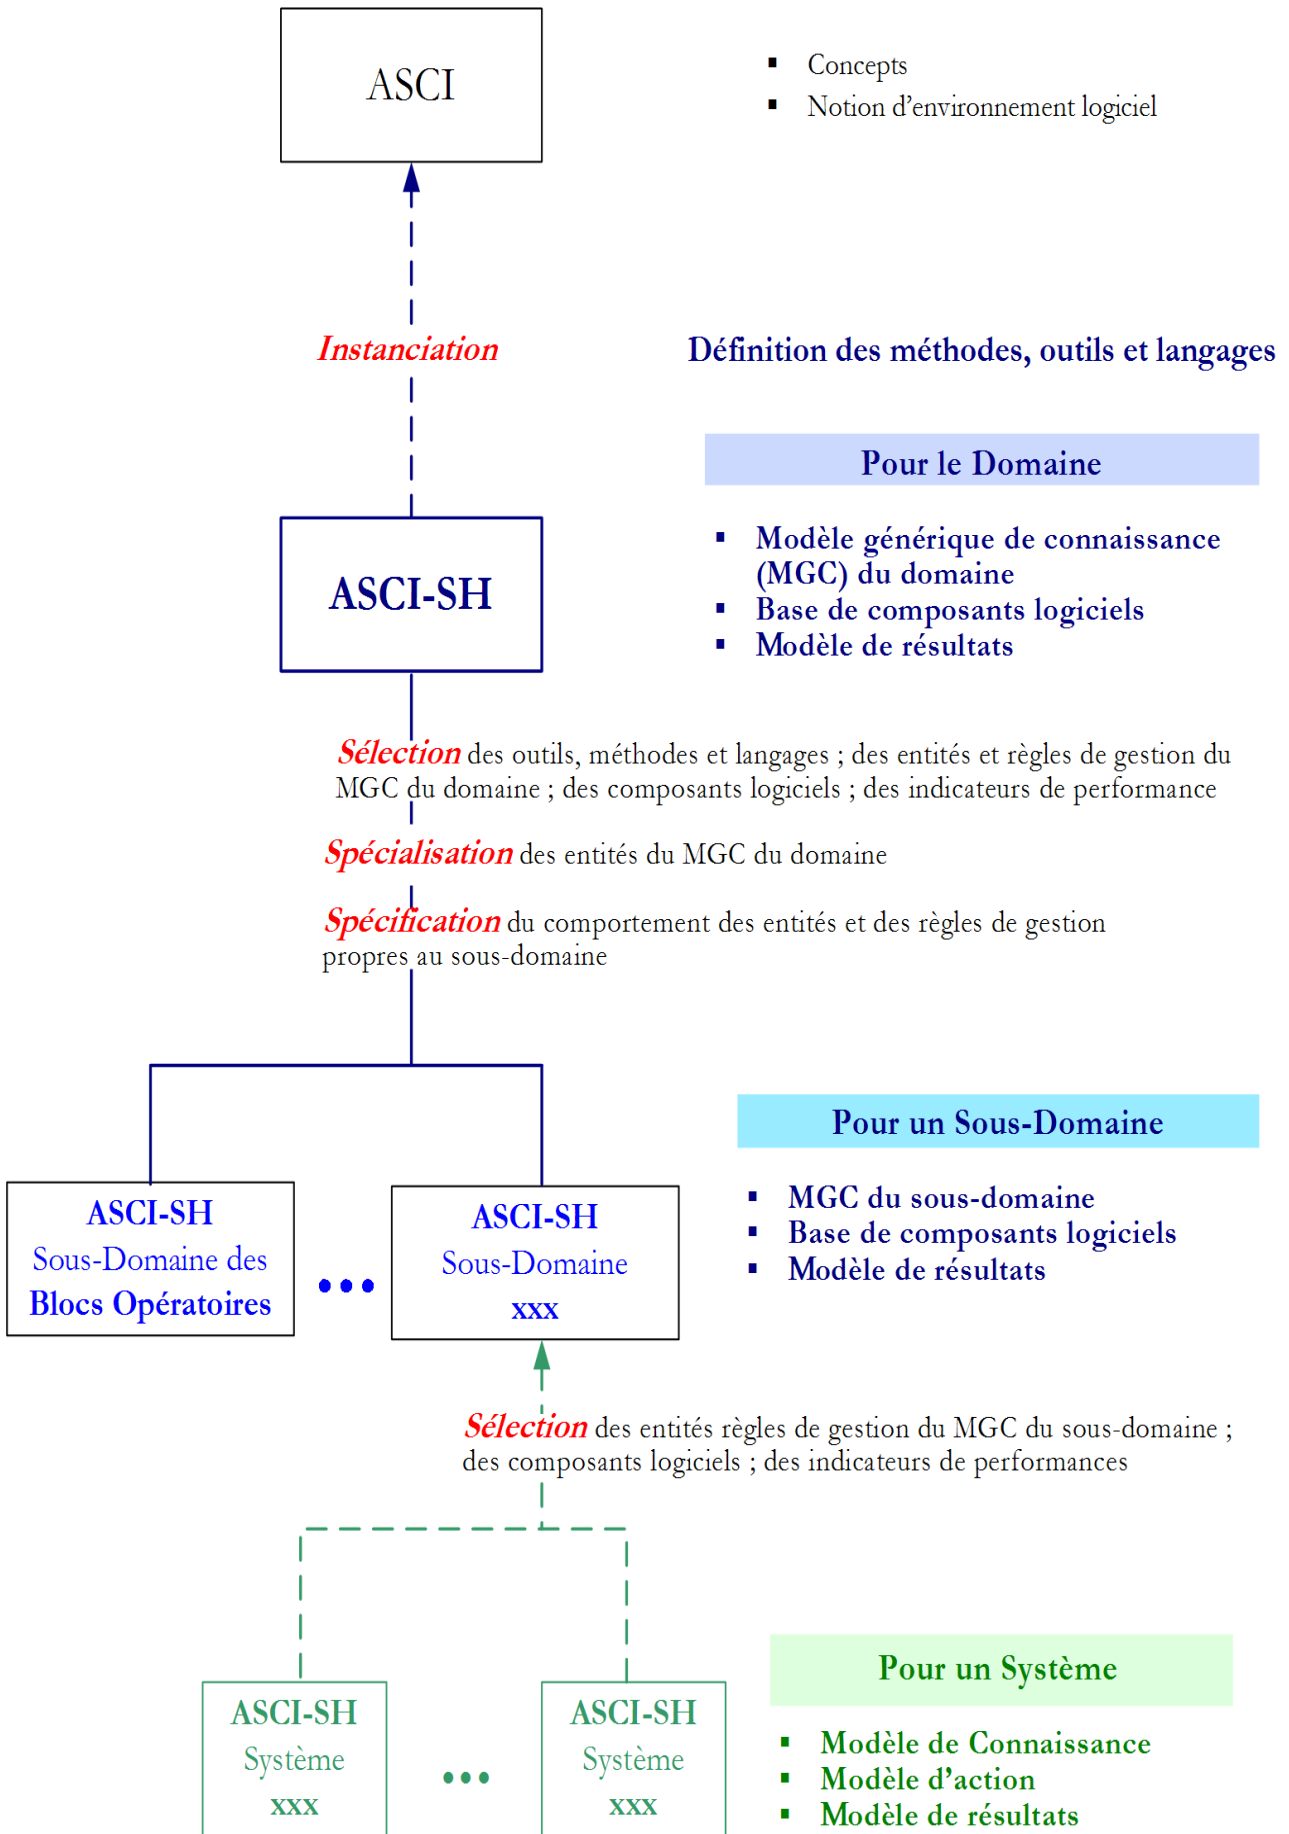 ASCI
▪ Concepts
▪ Notion d'environnement logiciel
Instanciation
Définition des méthodes, outils et langages
Pour le Domaine
▪ Modèle générique de connaissance
(MGC) du domaine
▪ Base de composants logiciels
▪ Modèle de résultats
ASCI-SH
Sélection des outils, méthodes et langages ; des entités et règles de gestion du
MGC du domaine ; des composants logiciels ; des indicateurs de performance
Spécialisation des entités du MGC du domaine
Spécification du comportement des entités et des règles de gestion
propres au sous-domaine
Pour un Sous-Domaine
▪ MGC du sous-domaine
▪ Base de composants logiciels
▪ Modèle de résultats
ASCI-SH
Sous-Domaine des
Blocs Opératoires
•••
ASCI-SH
Sous-Domaine
xxx
Sélection des entités règles de gestion du MGC du sous-domaine ;
des composants logiciels ; des indicateurs de performances
Pour un Système
▪ Modèle de Connaissance
▪ Modèle d'action
▪ Modèle de résultats
ASCI-SH
Système
xxx
•••
ASCI-SH
Système
xxx